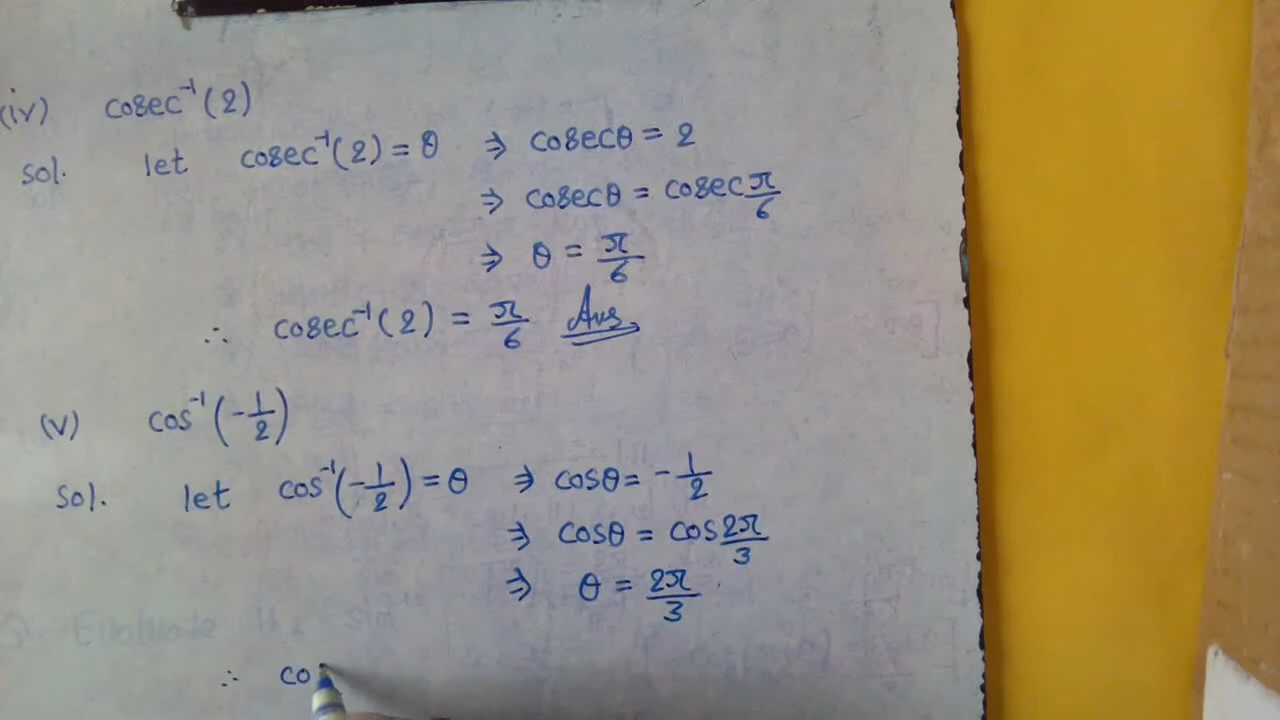 (iv) cosec⁻¹(2)
sol. let cosec⁻¹(2) = θ ⇒ cosecθ = 2
⇒ cosecθ = cosec π/6
⇒ θ = π/6
∴ cosec⁻¹(2) = π/6 Ans
(v) cos⁻¹(-1/2)
sol. let cos⁻¹(-1/2) = θ ⇒ cosθ = -1/2
⇒ cosθ = cos 2π/3
⇒ θ = 2π/3
∴ co